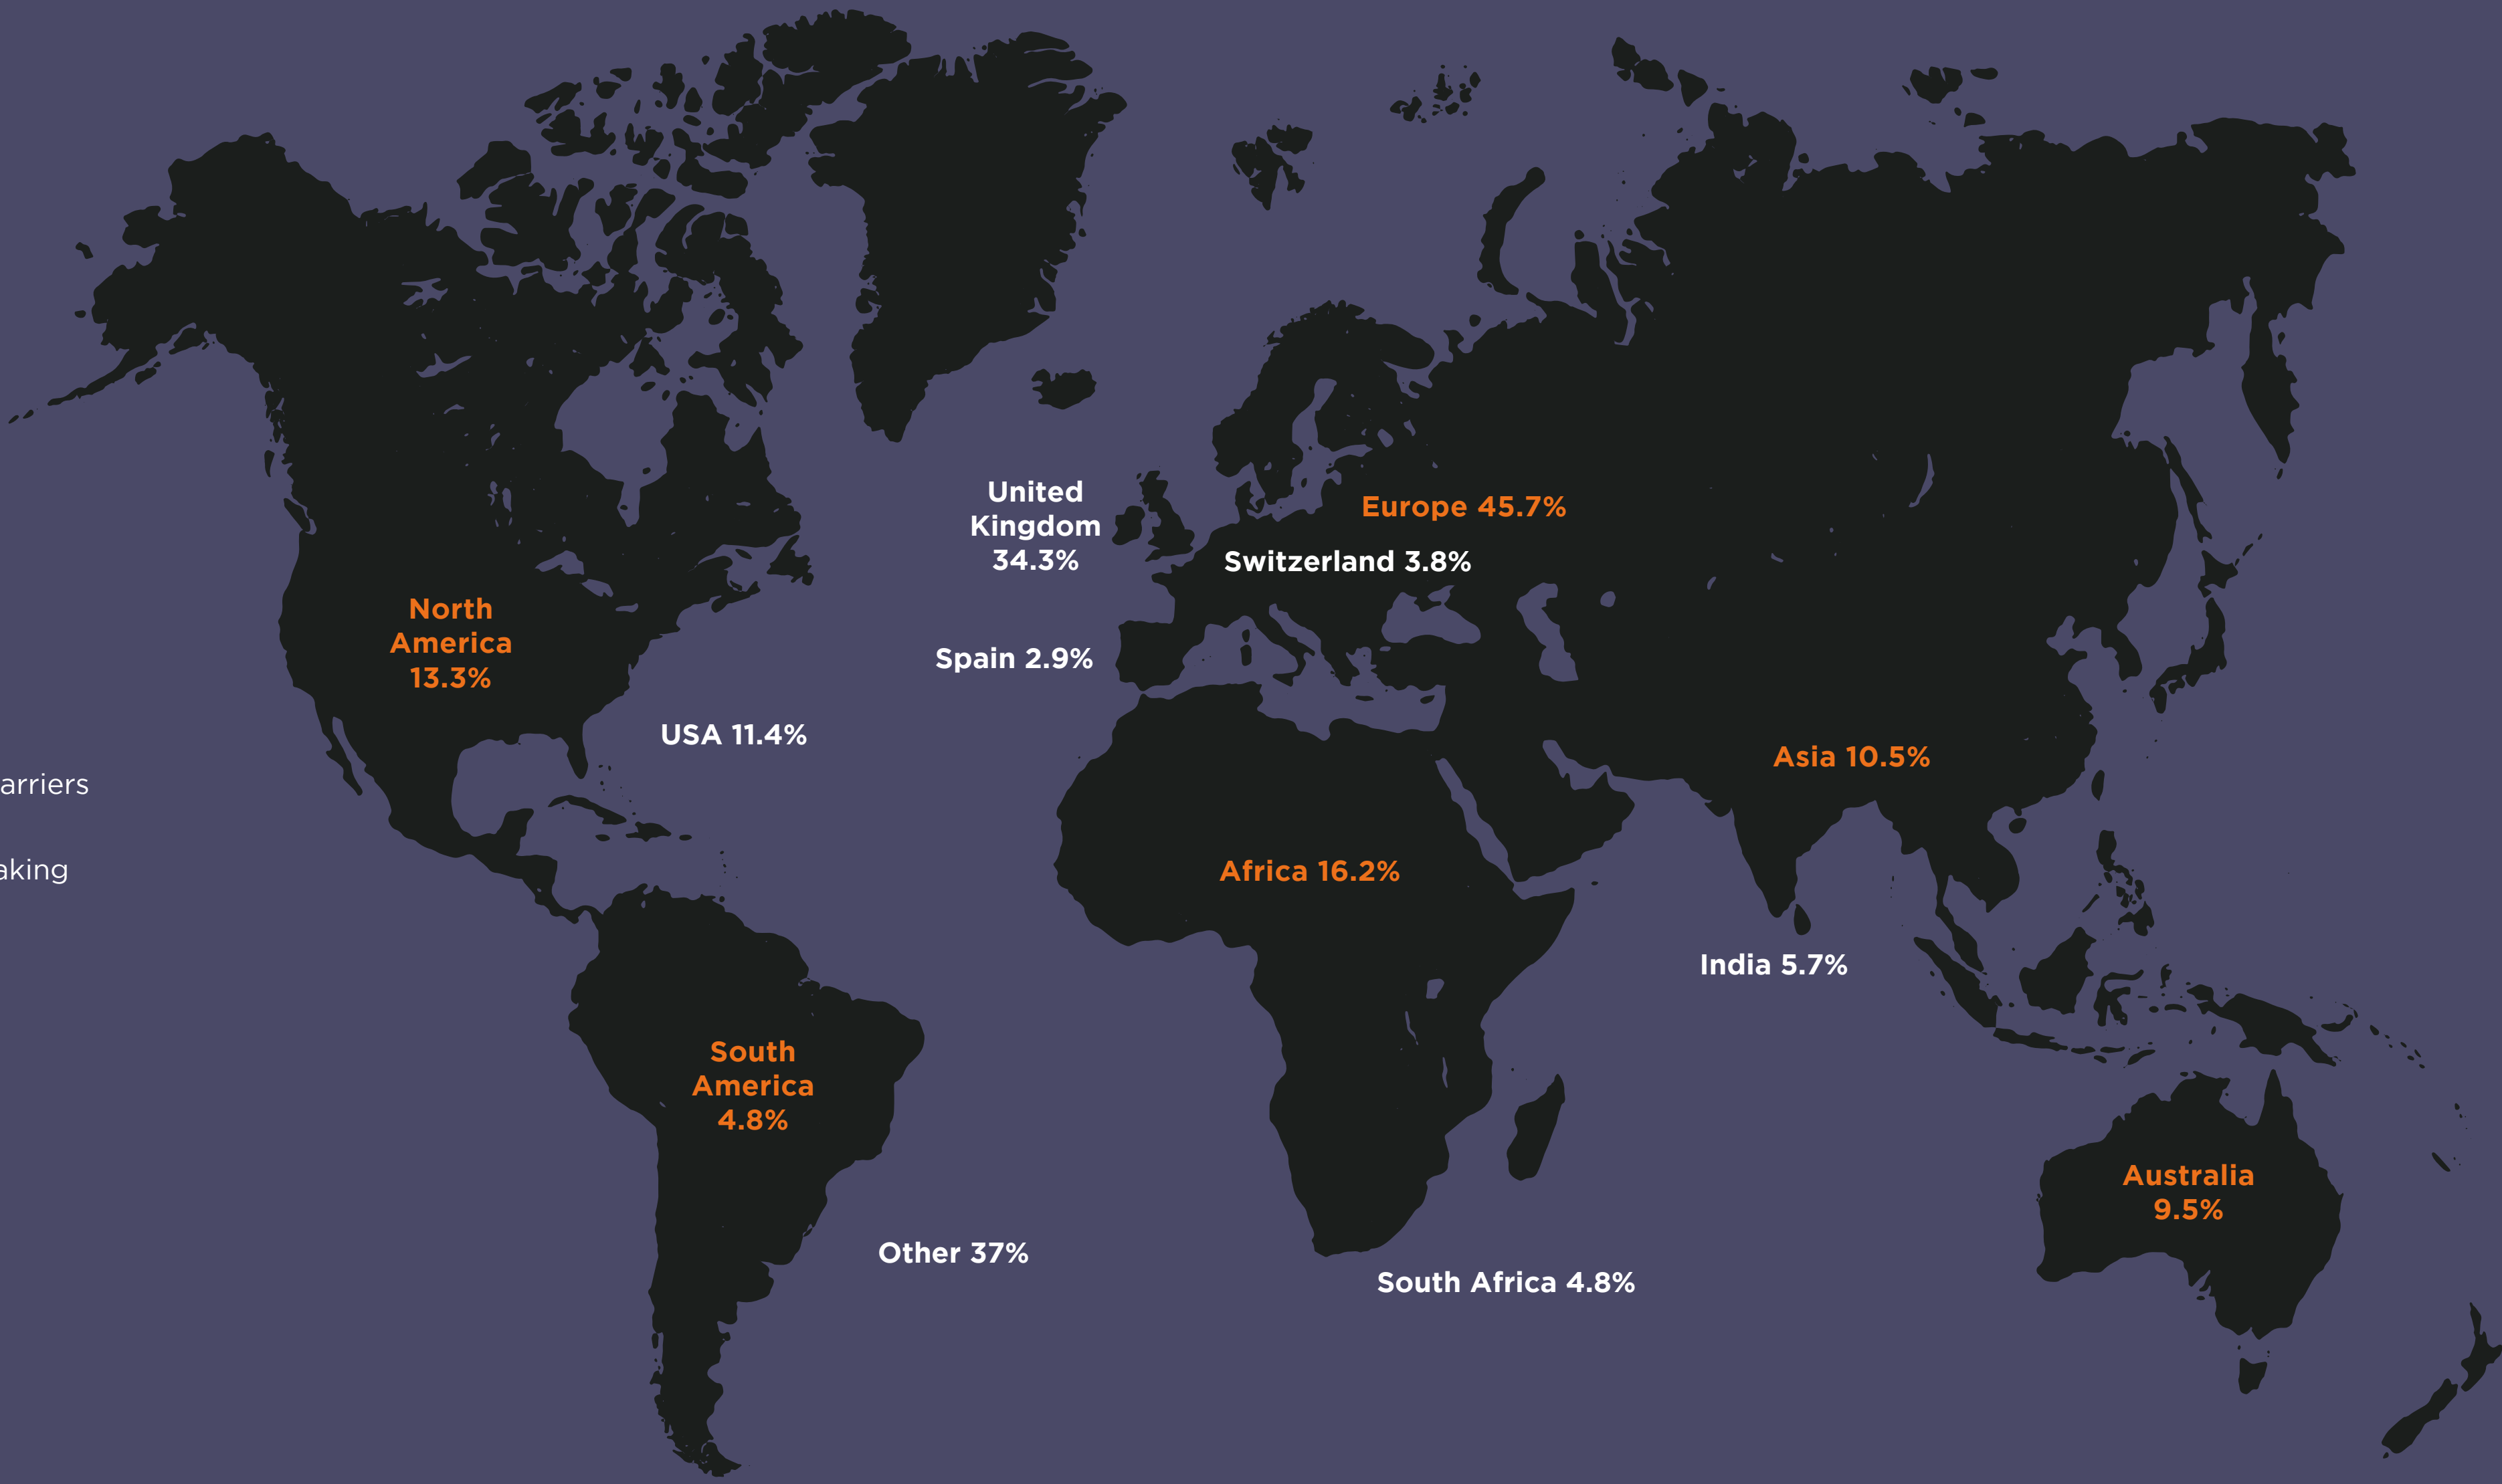 United
Kingdom
34.3%
Europe 45.7%
Switzerland 3.8%
North
America
13.3%
Spain 2.9%
USA 11.4%
Asia 10.5%
arriers
aking
Africa 16.2%
India 5.7%
South
America
4.8%
Australia
9.5%
Other 37%
South Africa 4.8%